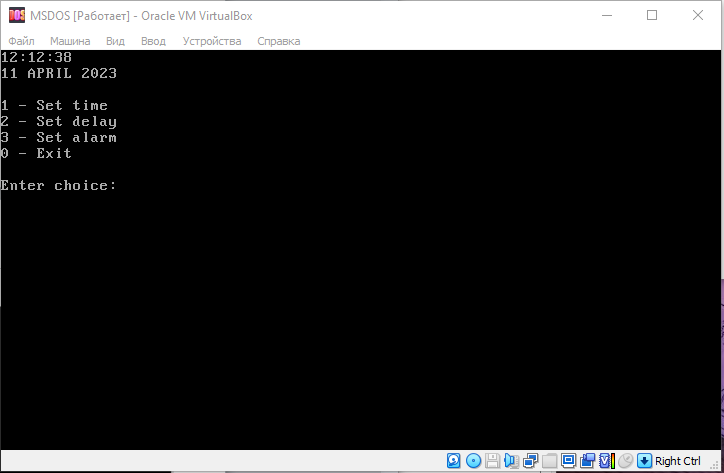 MSDOS [Работает] - Oracle VM VirtualBox
Файл Машина Вид Ввод Устройства Справка
12:12:38
11 APRIL 2023
1 - Set time
2 - Set delay
3 - Set alarm
0 - Exit
Enter choice:
Right Ctrl